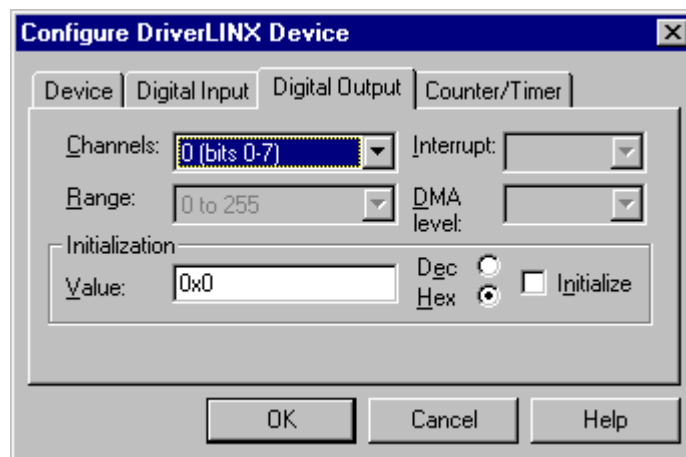 Configure DriverLINX Device
Device Digital Input Digital Output Counter/Timer
Channels: 0 (bits 0-7) Interrupt:
Range: 0 to 255 DMA level:
Initialization
Value: 0x0 Dec Hex Initialize
OK Cancel Help